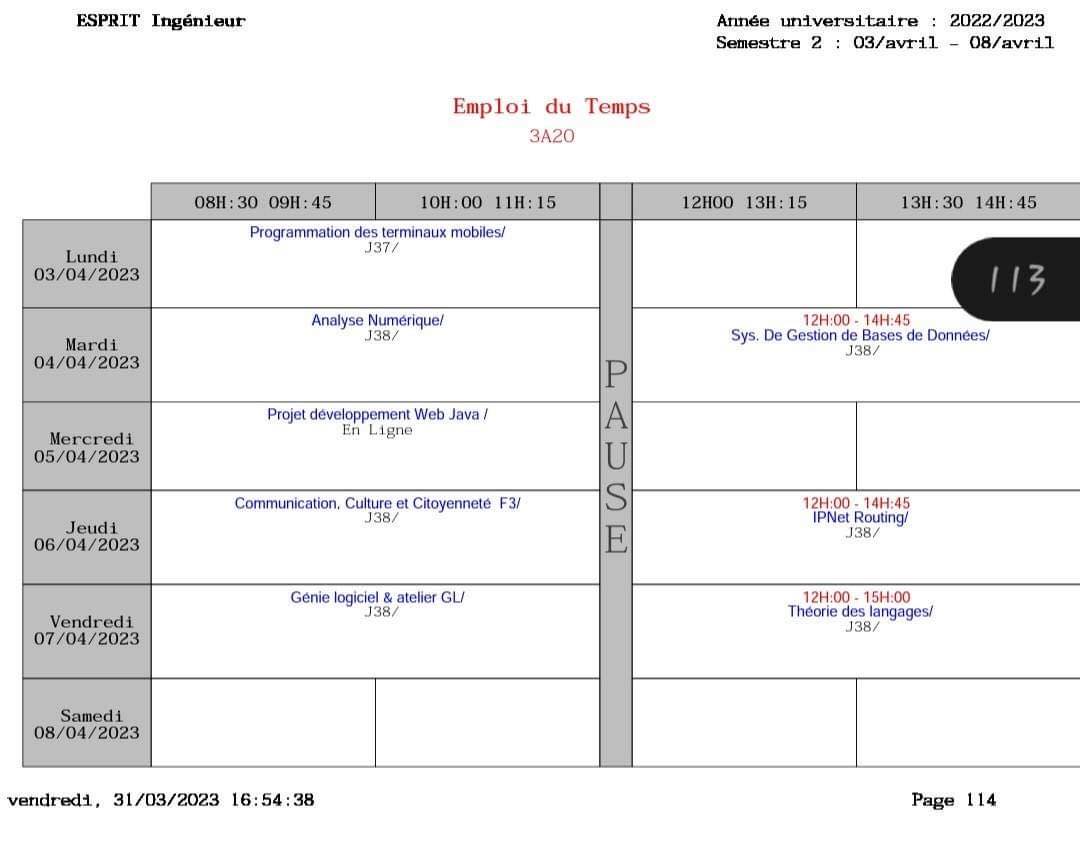 ESPRIT Ingénieur
Année universitaire : 2022/2023
Semestre 2 : 03/avril - 08/avril
Emploi du Temps
3A20
08H:30 09H:45 10H:00 11H:15 12H00 13H:15 13H:30 14H:45
Lundi
03/04/2023
Programmation des terminaux mobiles/
J37/
113
Mardi
04/04/2023
Analyse Numérique/
J38/
12H:00 - 14H:45
Sys. De Gestion de Bases de Données/
J38/
PAUSE
Mercredi
05/04/2023
Projet développement Web Java /
En Ligne
Jeudi
06/04/2023
Communication, Culture et Citoyenneté F3/
J38/
12H:00 - 14H:45
IPNet Routing/
J38/
Vendredi
07/04/2023
Génie logiciel & atelier GL/
J38/
12H:00 - 15H:00
Théorie des langages/
J38/
Samedi
08/04/2023
vendredi, 31/03/2023 16:54:38
Page 114